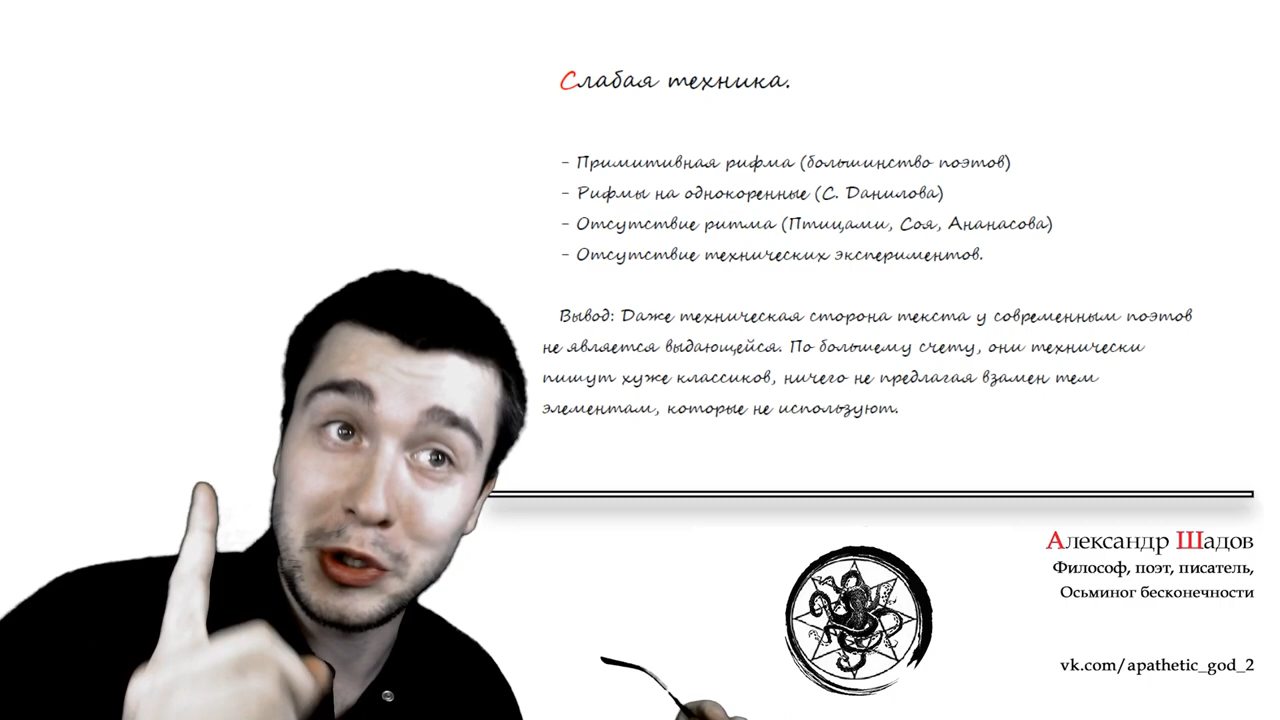 Слабая техника.
- Примитивная рифма (большинство поэтов)
- Рифмы на однокоренные (С. Данилова)
- Отсутствие ритма (Птицами, Соя, Ананасова)
- Отсутствие технических экспериментов.
Вывод: Даже техническая сторона текста у современным поэтов
не является выдающейся. По большему счету, они технически
пишут хуже классиков, ничего не предлагая взамен тем
элементам, которые не используют.
Александр Шадов
Философ, поэт, писатель,
Осьминог бесконечности
vk.com/apathetic_god_2